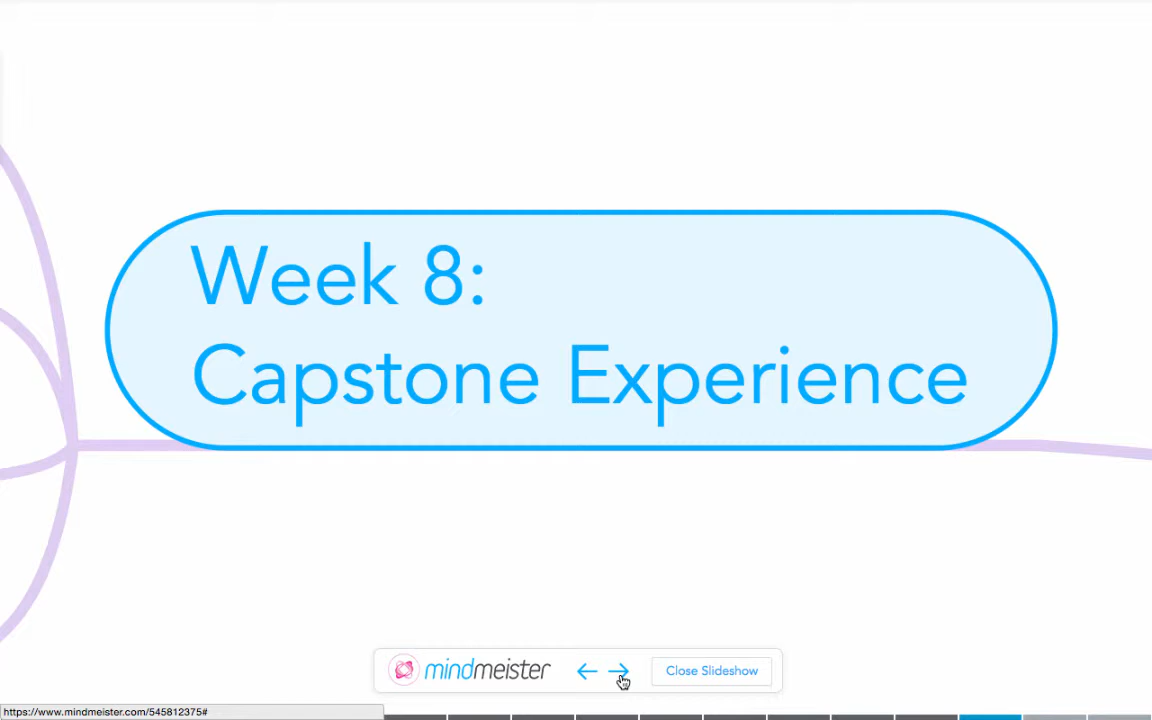 Week 8:
Capstone Experience
mindmeister
Close Slideshow
https://www.mindmeister.com/545812375#